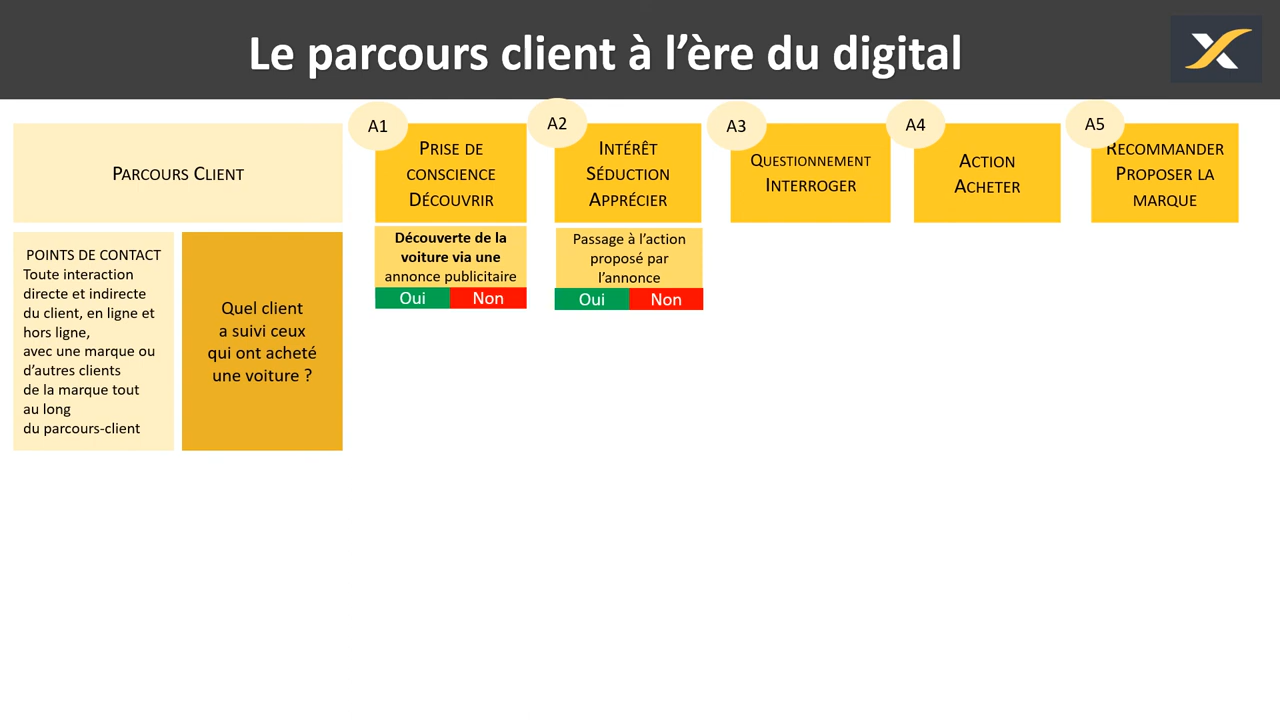 Le parcours client à l'ère du digital
Parcours Client
A1
Prise de
conscience
Découvrir
A2
Intérêt
Séduction
Apprécier
A3
Questionnement
Interroger
A4
Action
Acheter
A5
Recommander
Proposer la
marque
POINTS DE CONTACT
Toute interaction
directe et indirecte
du client, en ligne et
hors ligne,
avec une marque ou
d'autres clients
de la marque tout
au long
du parcours-client
Quel client
a suivi ceux
qui ont acheté
une voiture ?
Découverte de la
voiture via une
annonce publicitaire
Oui Non
Passage à l'action
proposé par
l'annonce
Oui Non